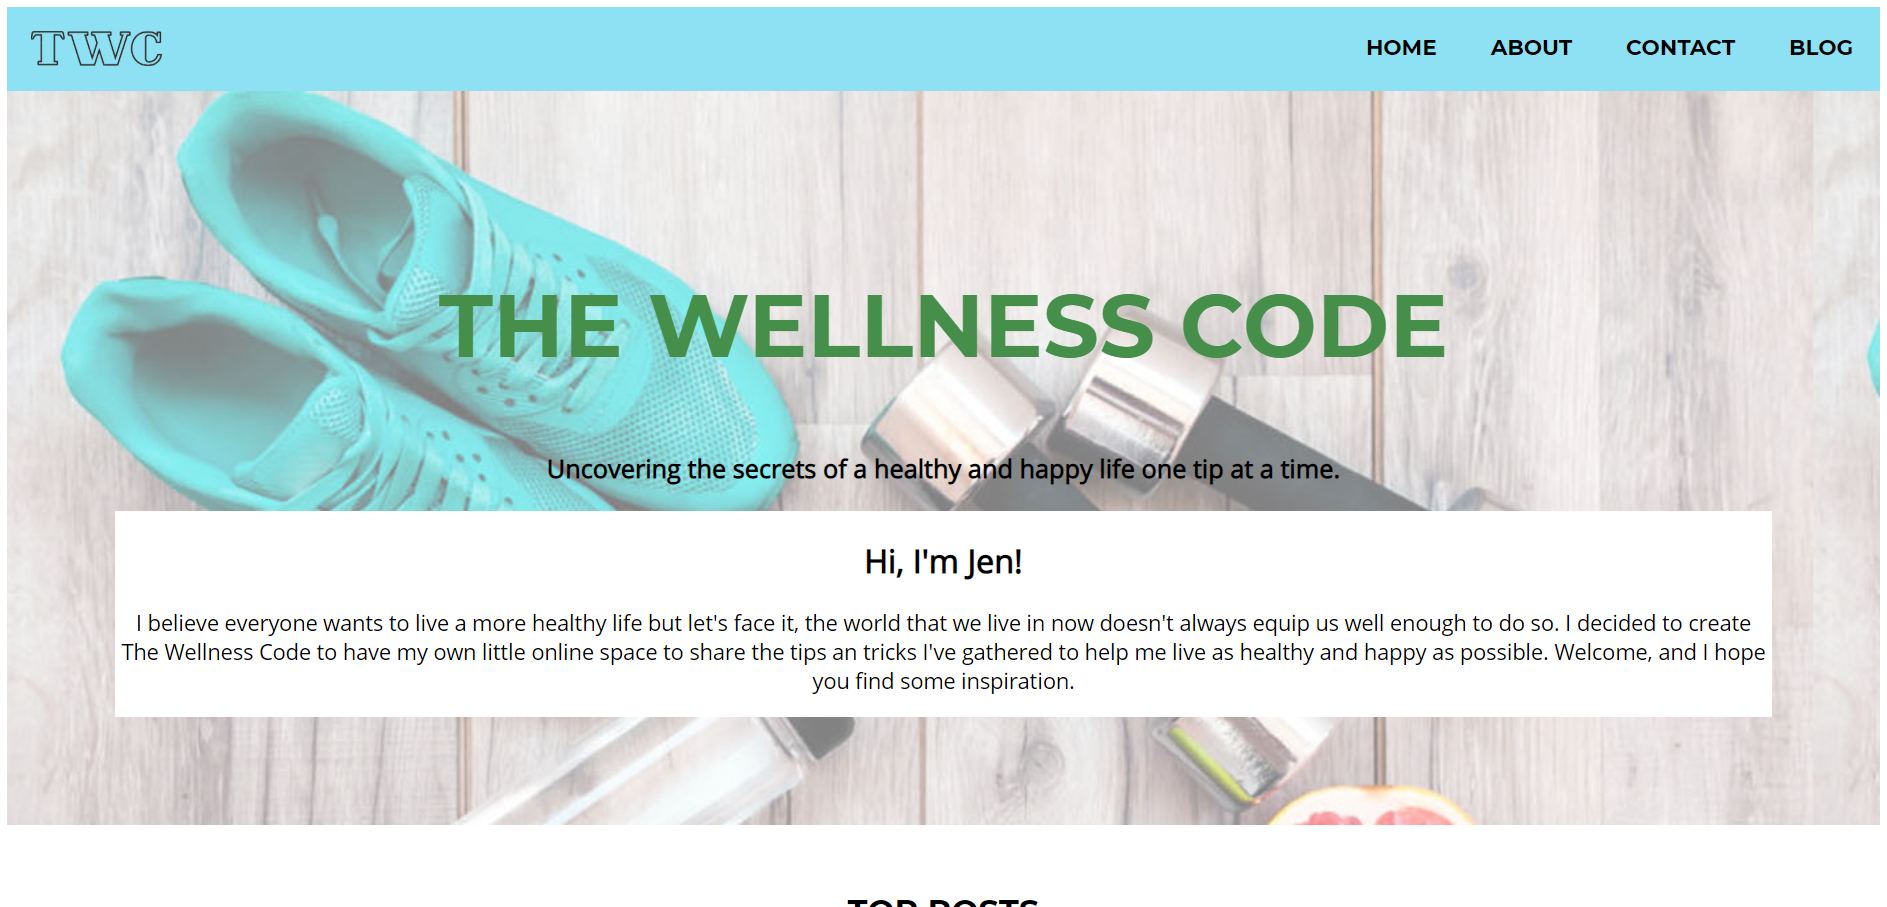 TWC
HOME ABOUT CONTACT BLOG
THE WELLNESS CODE
Uncovering the secrets of a healthy and happy life one tip at a time.
Hi, I'm Jen!
I believe everyone wants to live a more healthy life but let's face it, the world that we live in now doesn't always equip us well enough to do so. I decided to create
The Wellness Code to have my own little online space to share the tips an tricks I've gathered to help me live as healthy and happy as possible. Welcome, and I hope
you find some inspiration.
TOP POSTS